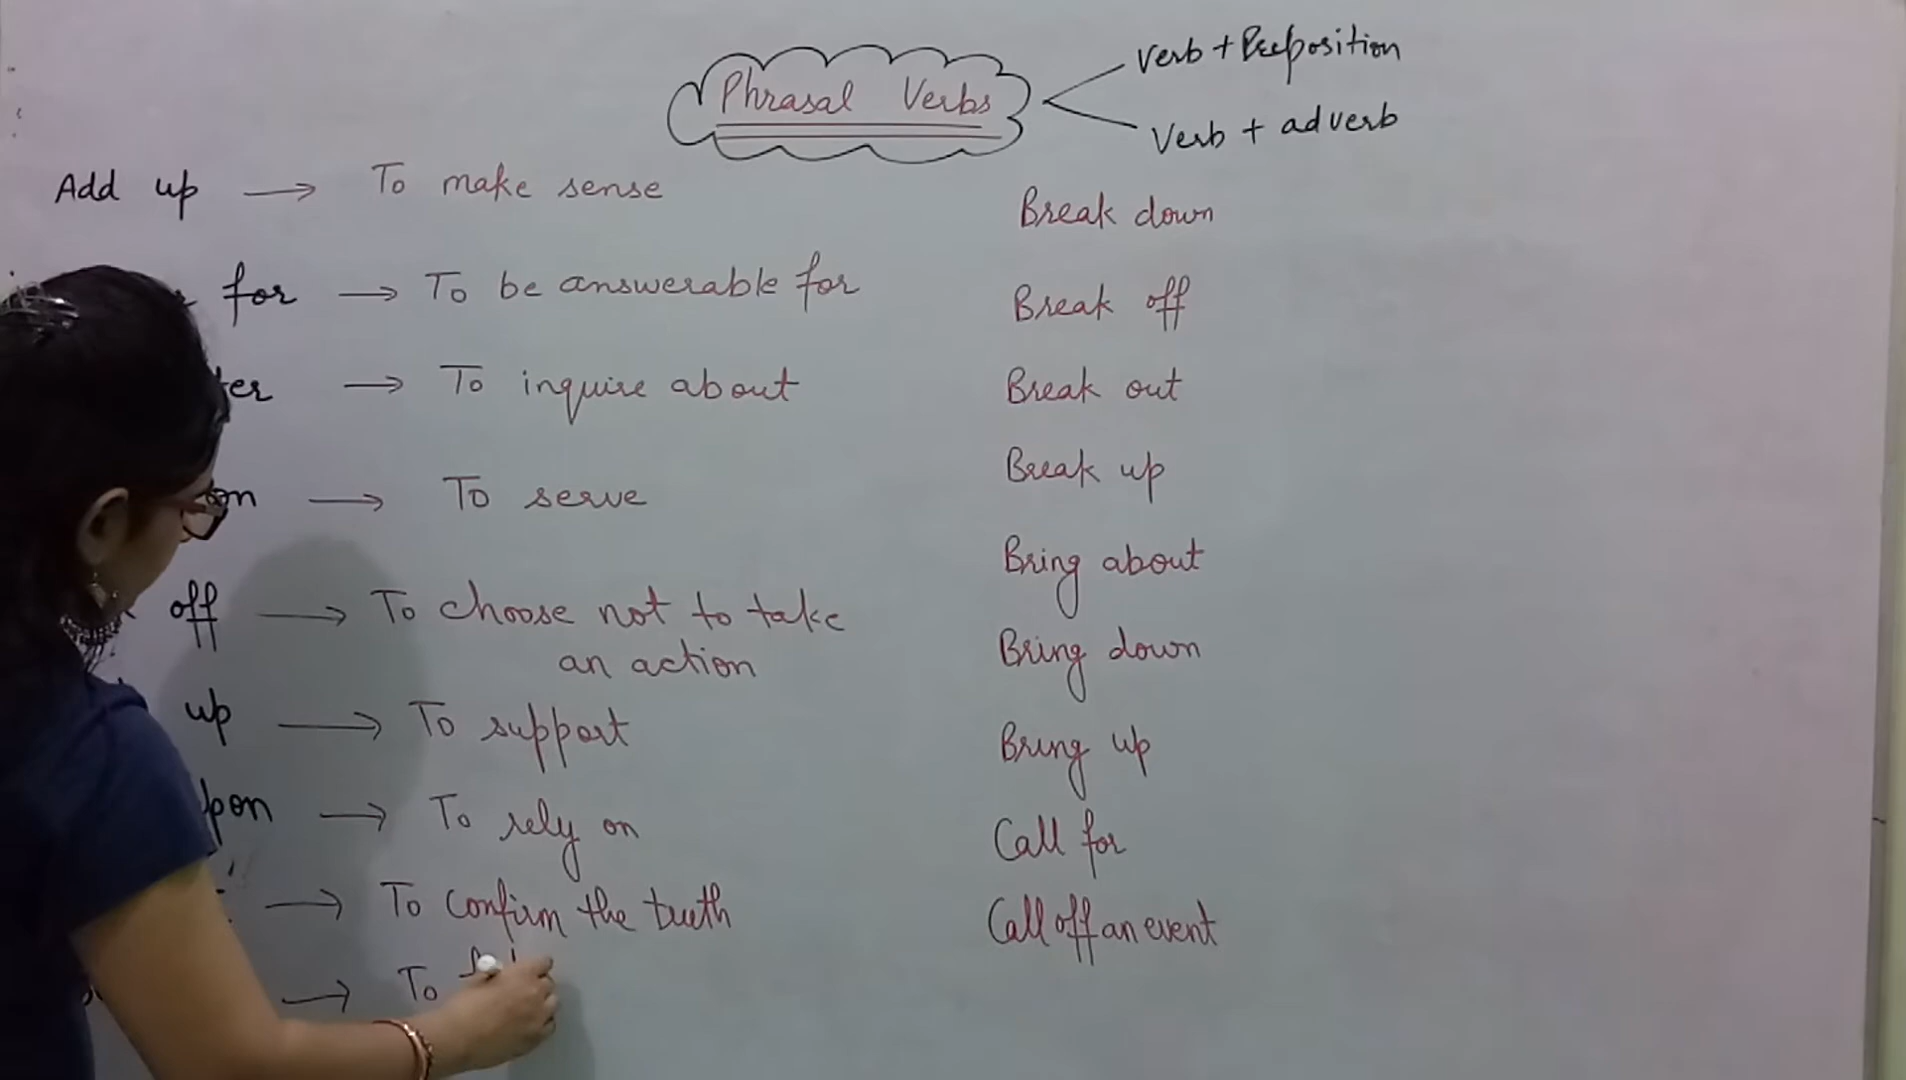 Phrasal Verbs
Verb + Preposition
Verb + adverb
Add up → To make sense
for → To be answerable for
→ To inquire about
on → To serve
off → To choose not to take
an action
up → To support
→ To rely on
→ To confirm the truth
→ To
Break down
Break off
Break out
Break up
Bring about
Bring down
Bring up
Call for
Call off an event